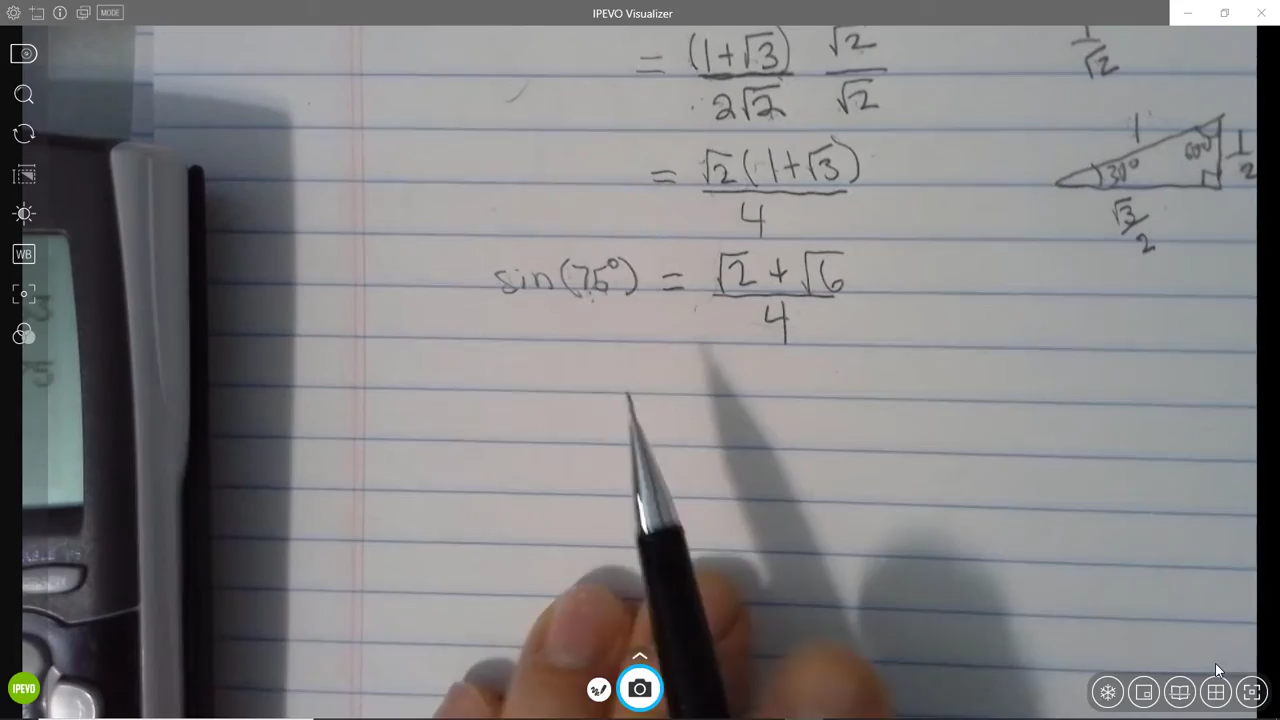 MODE
IPEVO Visualizer
= (1+√3)/2√2 √2/√2
1/√2
= √2(1+√3)/4
1
30°
60°
1/2
√3/2
sin(75°) = (√2 + √6)/4
WB
IPEVO